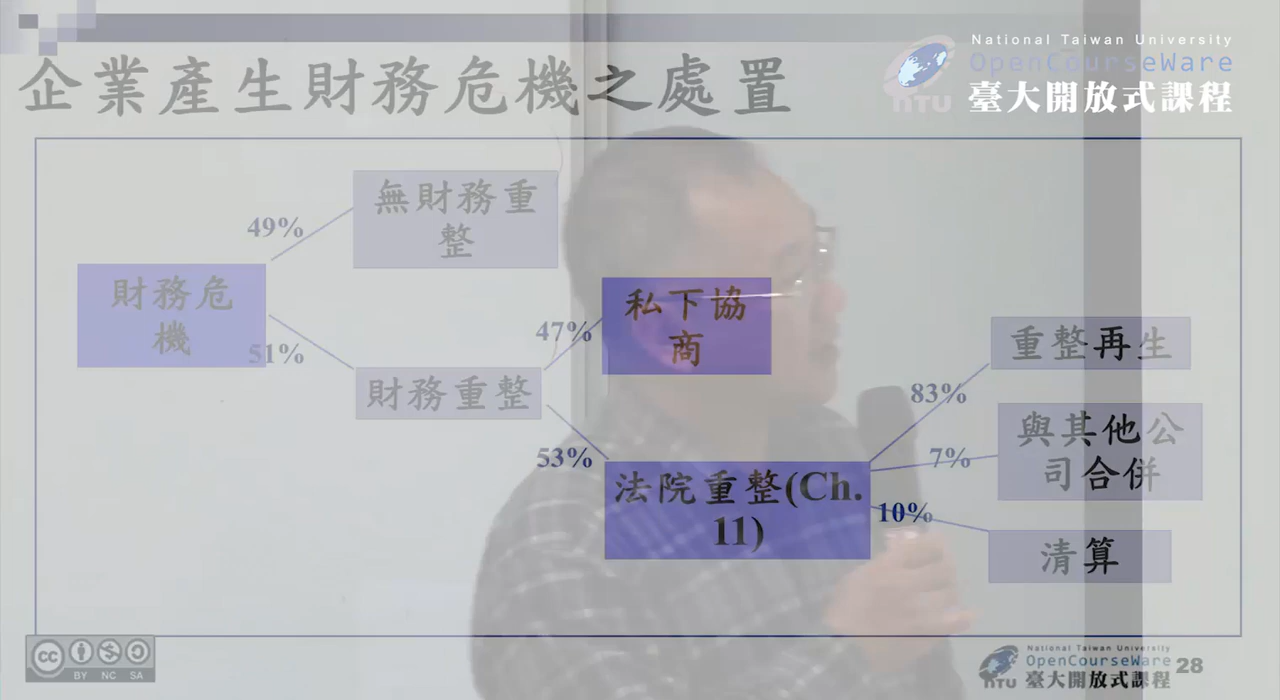 National Taiwan University
OpenCourseWare
NTU
臺大開放式課程
企業產生財務危機之處置
49%
無財務重
整
財務危
機
51%
財務重整
47%
私下協
商
53%
法院重整(Ch.
11)
83%
重整再生
7%
與其他公
司合併
10%
清算
cc
BY NC SA
National Taiwan University
OpenCourseWare
NTU
臺大開放式課程
28